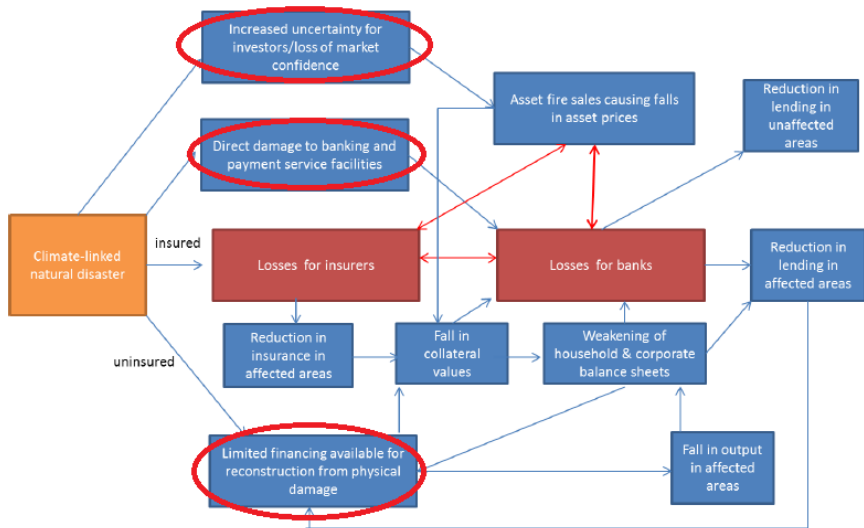 Increased uncertainty for
investors/loss of market
confidence
Asset fire sales causing falls
in asset prices
Reduction in
lending in
unaffected
areas
Direct damage to banking and
payment service facilities
Climate-linked
natural disaster
insured
Losses for insurers
Losses for banks
Reduction in
lending in
affected areas
Reduction in
insurance in
affected areas
Fall in
collateral
values
Weakening of
household & corporate
balance sheets
uninsured
Limited financing available for
reconstruction from physical
damage
Fall in output
in affected
areas